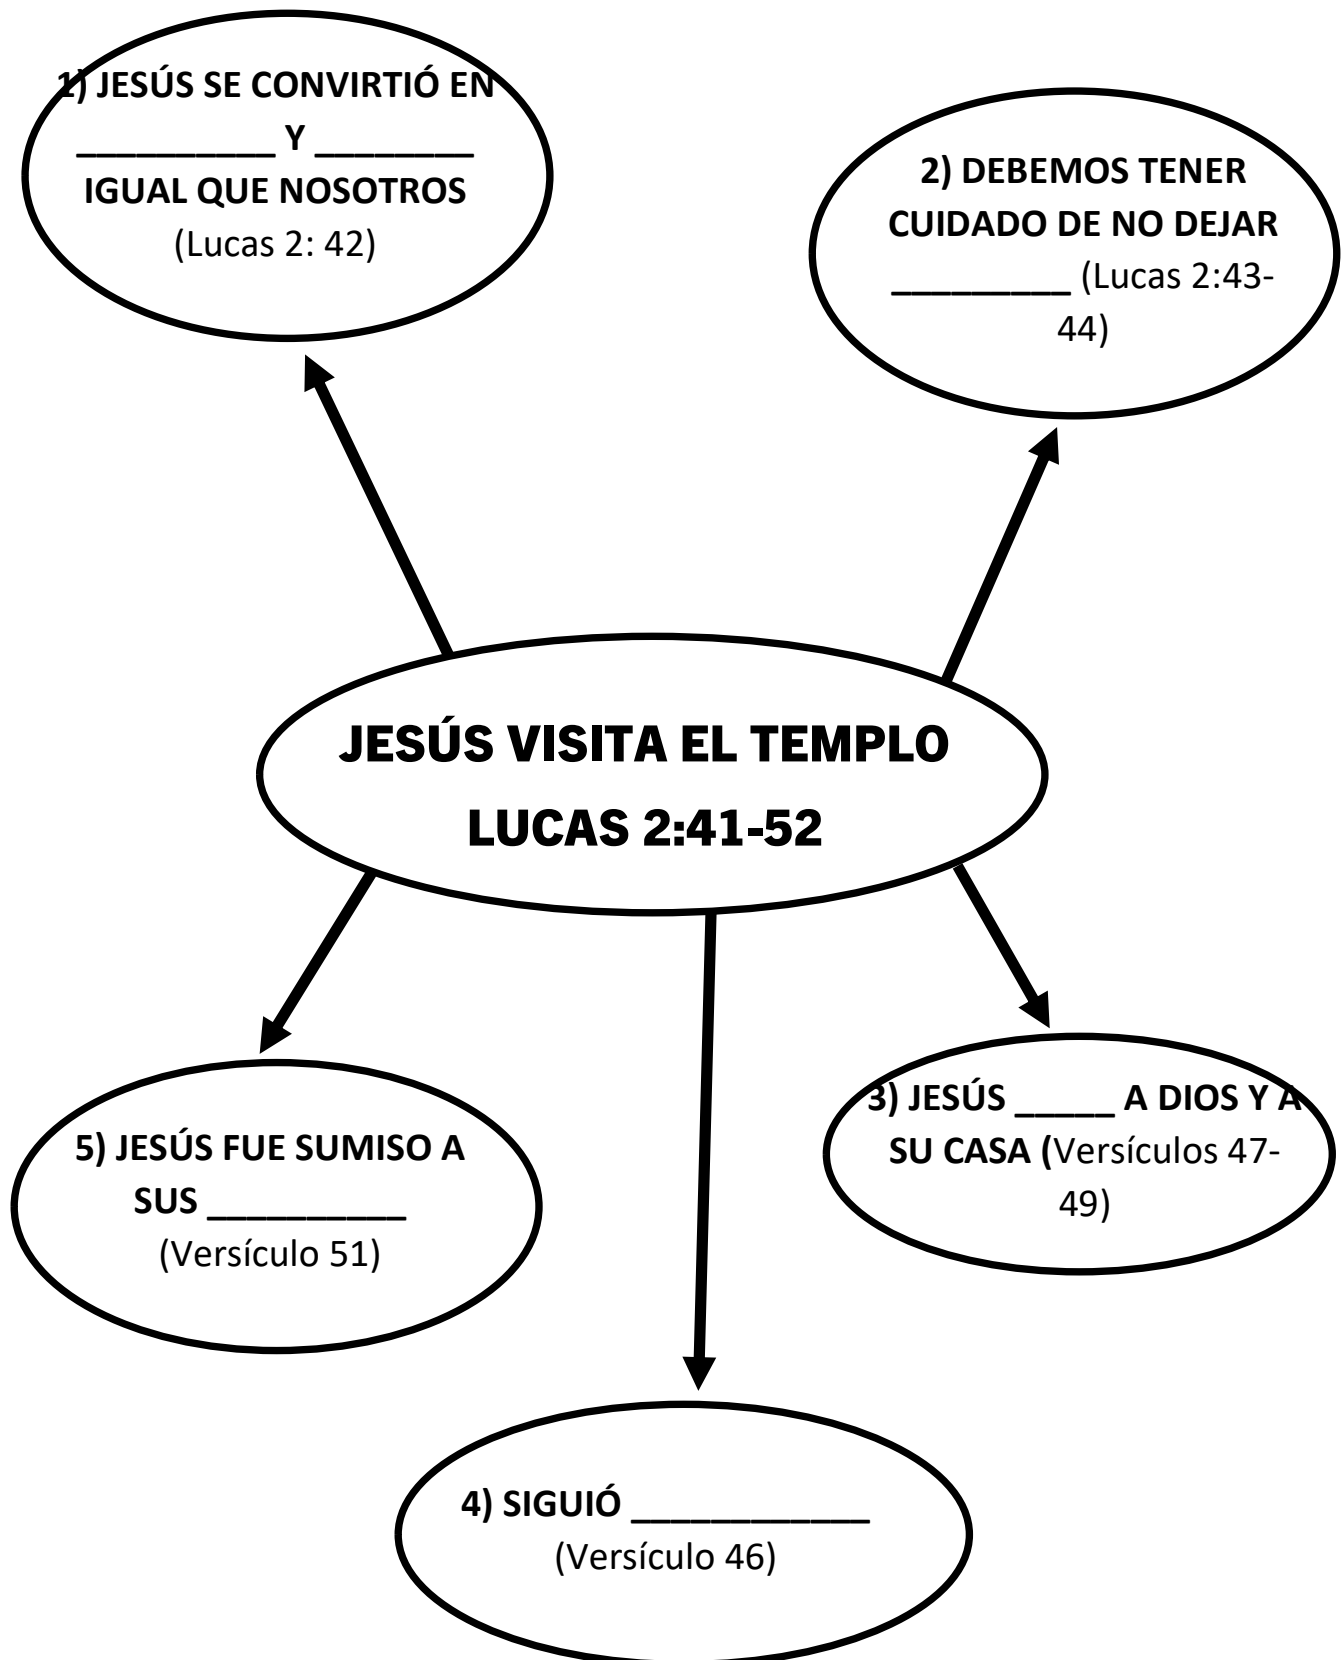 1) JESÚS SE CONVIRTIÓ EN
__________ Y ________
IGUAL QUE NOSOTROS
(Lucas 2: 42)
2) DEBEMOS TENER
CUIDADO DE NO DEJAR
_________ (Lucas 2:43-
44)
JESÚS VISITA EL TEMPLO
LUCAS 2:41-52
3) JESÚS _____ A DIOS Y A
SU CASA (Versículos 47-
49)
5) JESÚS FUE SUMISO A
SUS __________
(Versículo 51)
4) SIGUIÓ ____________
(Versículo 46)